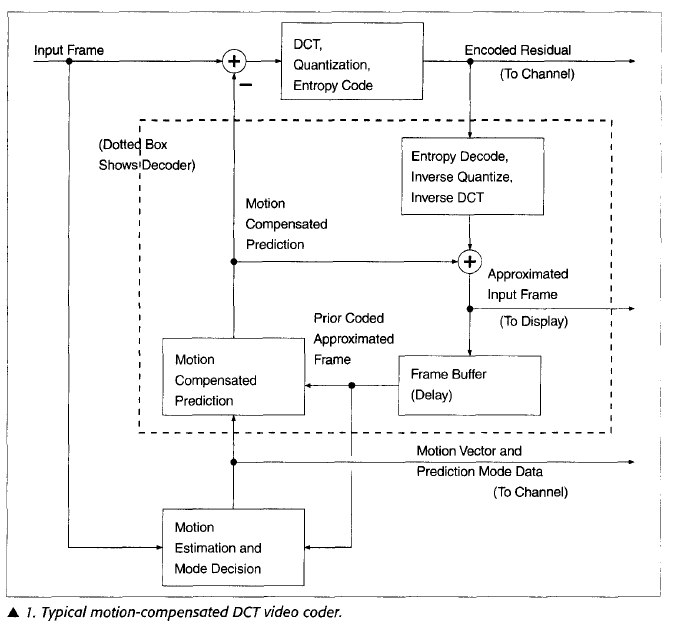 Input Frame
DCT,
Quantization,
Entropy Code
Encoded Residual
(To Channel)
+
−
(Dotted Box
Shows Decoder)
Entropy Decode,
Inverse Quantize,
Inverse DCT
Motion
Compensated
Prediction
+
Approximated
Input Frame
(To Display)
Prior Coded
Approximated
Frame
Motion
Compensated
Prediction
Frame Buffer
(Delay)
Motion Vector and
Prediction Mode Data
(To Channel)
Motion
Estimation and
Mode Decision
▲ 1. Typical motion-compensated DCT video coder.